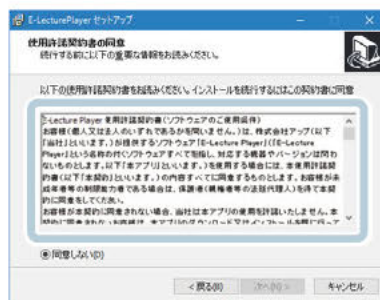 E-LecturePlayer セットアップ
使用許諾契約書の同意
続行する前に以下の重要な情報をお読みください。
以下の使用許諾契約書をお読みください。インストールを続行するにはこの契約書に同意
E-Lecture Player 使用許諾契約書（ソフトウェアのご使用条件）
お客様（個人又は法人のいずれであるかを問いません。）は、株式会社アップ（以下
「当社」といいます。）が提供するソフトウェア「E-Lecture Player」（「E-Lecture
Player」という名称の付くソフトウェアすべてを指し、対応する機器やバージョンは問わ
ないものとします。以下「本アプリ」といいます。）を使用する場合には、本使用許諾契
約書（以下「本契約」といいます。）の内容すべてに同意するものとします。お客様が未
成年者等の制限能力者である場合は、保護者（親権者等の法定代理人）を得て本契
約に同意をしてください。
お客様が本契約に同意されない場合、当社は本アプリの使用を許諾いたしません。本
同意しない(D)
< 戻る(B)
次へ(N) >
キャンセル